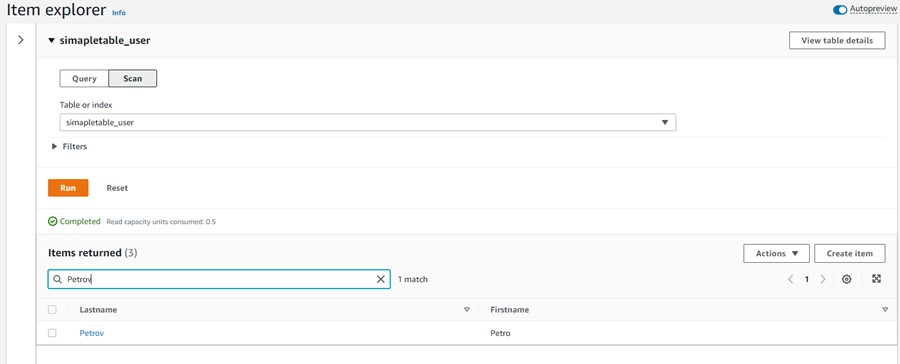 Item explorer Info
Autopreview
simapletable_user
View table details
Query Scan
Table or index
simapletable_user
Filters
Run Reset
Completed Read capacity units consumed: 0.5
Items returned (3)
Actions Create item
Petrov 1 match 1
Lastname Firstname
Petrov Petro